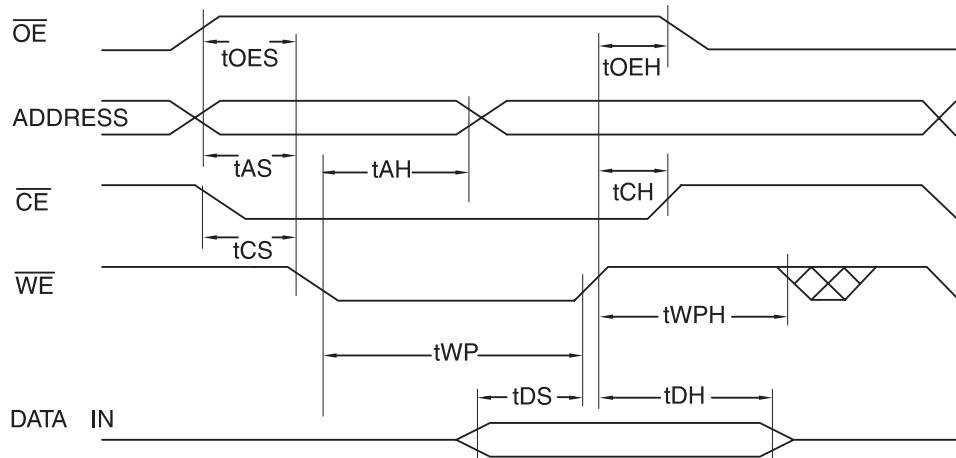 OE
tOES
tOEH
ADDRESS
tAS
tAH
tCH
CE
tCS
WE
tWPH
tWP
tDS
tDH
DATA IN